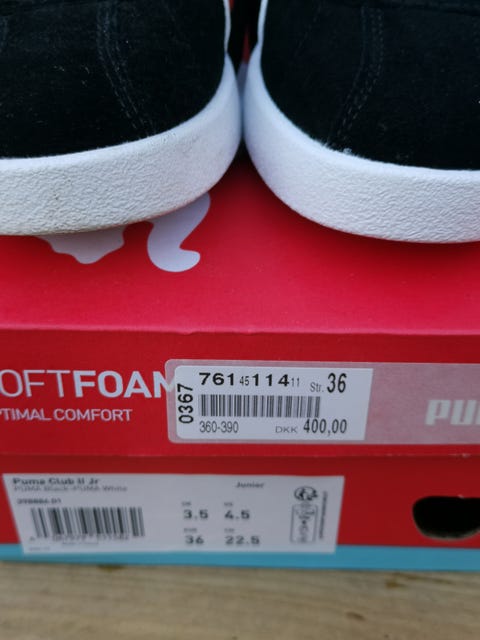 OFTFOAM
PTIMAL COMFORT
0367
761 45 114 11 Str. 36
360-390 DKK 400,00
PU
Puma Club II Jr
PUMA Black-PUMA White
Junior
3.5 4.5
36 22.5